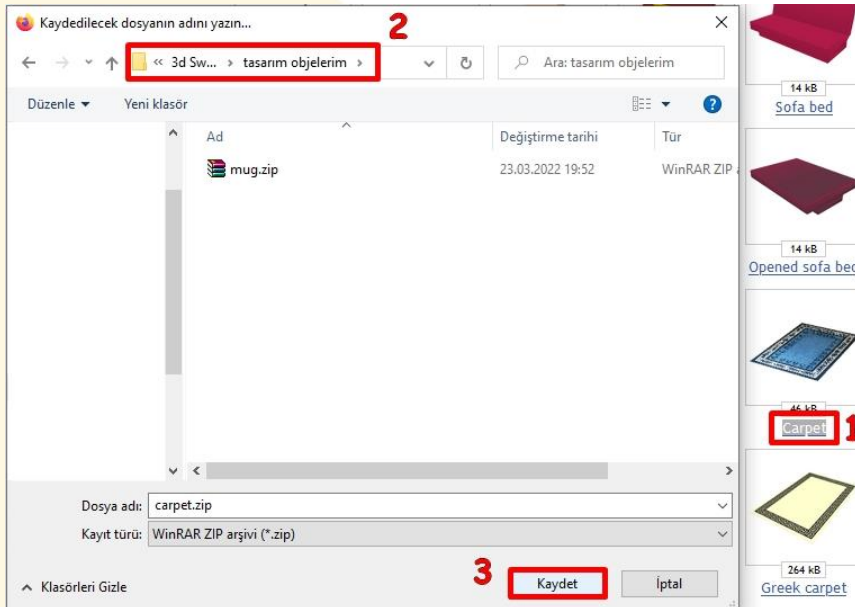 Kaydedilecek dosyanın adını yazın...
2
« 3d Sw... › tasarım objelerim ›
Ara: tasarım objelerim
Düzenle
Yeni klasör
?
Ad
Değiştirme tarihi
Tür
mug.zip
23.03.2022 19:52
WinRAR ZIP
Dosya adı: carpet.zip
Kayıt türü: WinRAR ZIP arşivi (*.zip)
3
Kaydet
İptal
Klasörleri Gizle
14 kB
Sofa bed
14 kB
Opened sofa bed
46 kB
Carpet
1
264 kB
Greek carpet